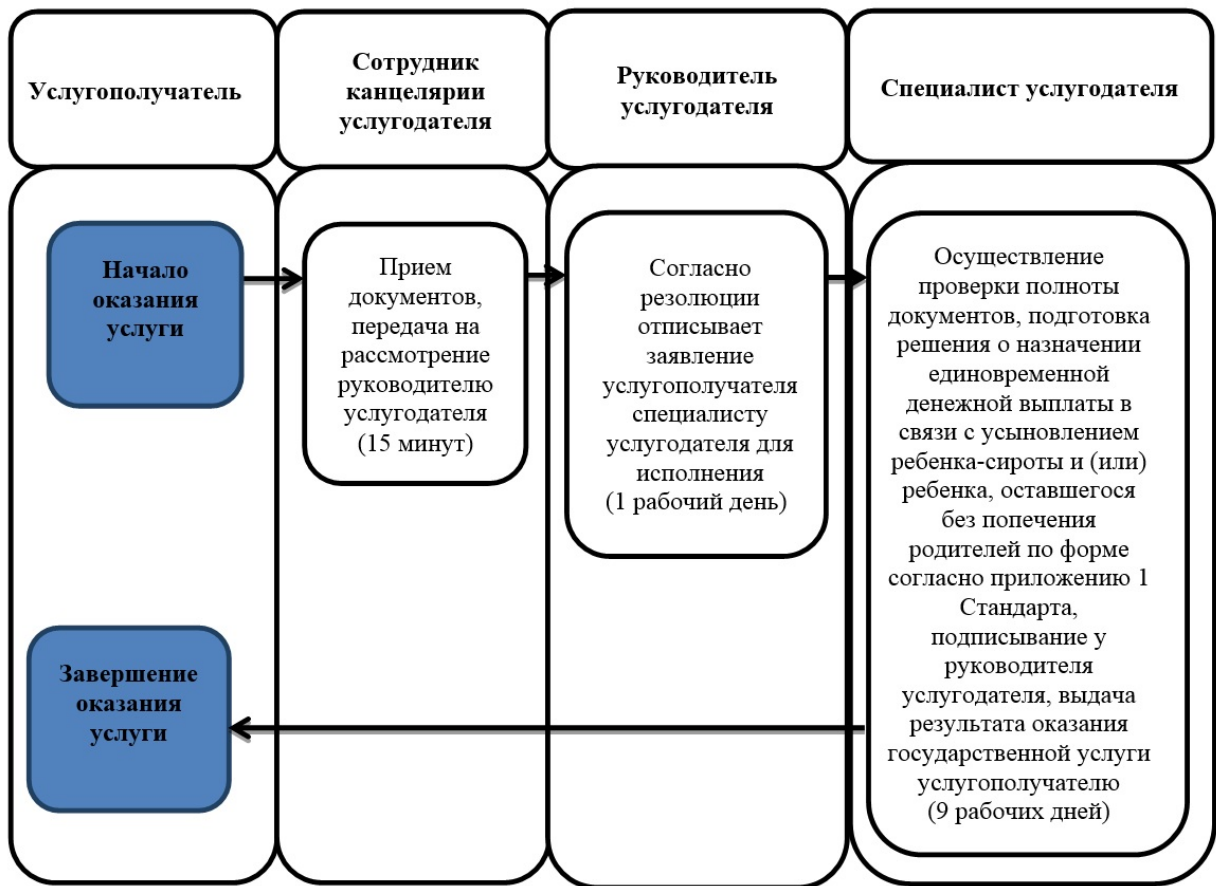 Услугополучатель
Сотрудник
канцелярии
услугодателя
Руководитель
услугодателя
Специалист услугодателя
Начало
оказания
услуги
Прием
документов,
передача на
рассмотрение
руководителю
услугодателя
(15 минут)
Согласно
резолюции
отписывает
заявление
услугополучателя
специалисту
услугодателя для
исполнения
(1 рабочий день)
Осуществление
проверки полноты
документов, подготовка
решения о назначении
единовременной
денежной выплаты в
связи с усыновлением
ребенка-сироты и (или)
ребенка, оставшегося
без попечения
родителей по форме
согласно приложению 1
Стандарта,
подписывание у
руководителя
услугодателя, выдача
результата оказания
государственной услуги
услугополучателю
(9 рабочих дней)
Завершение
оказания
услуги